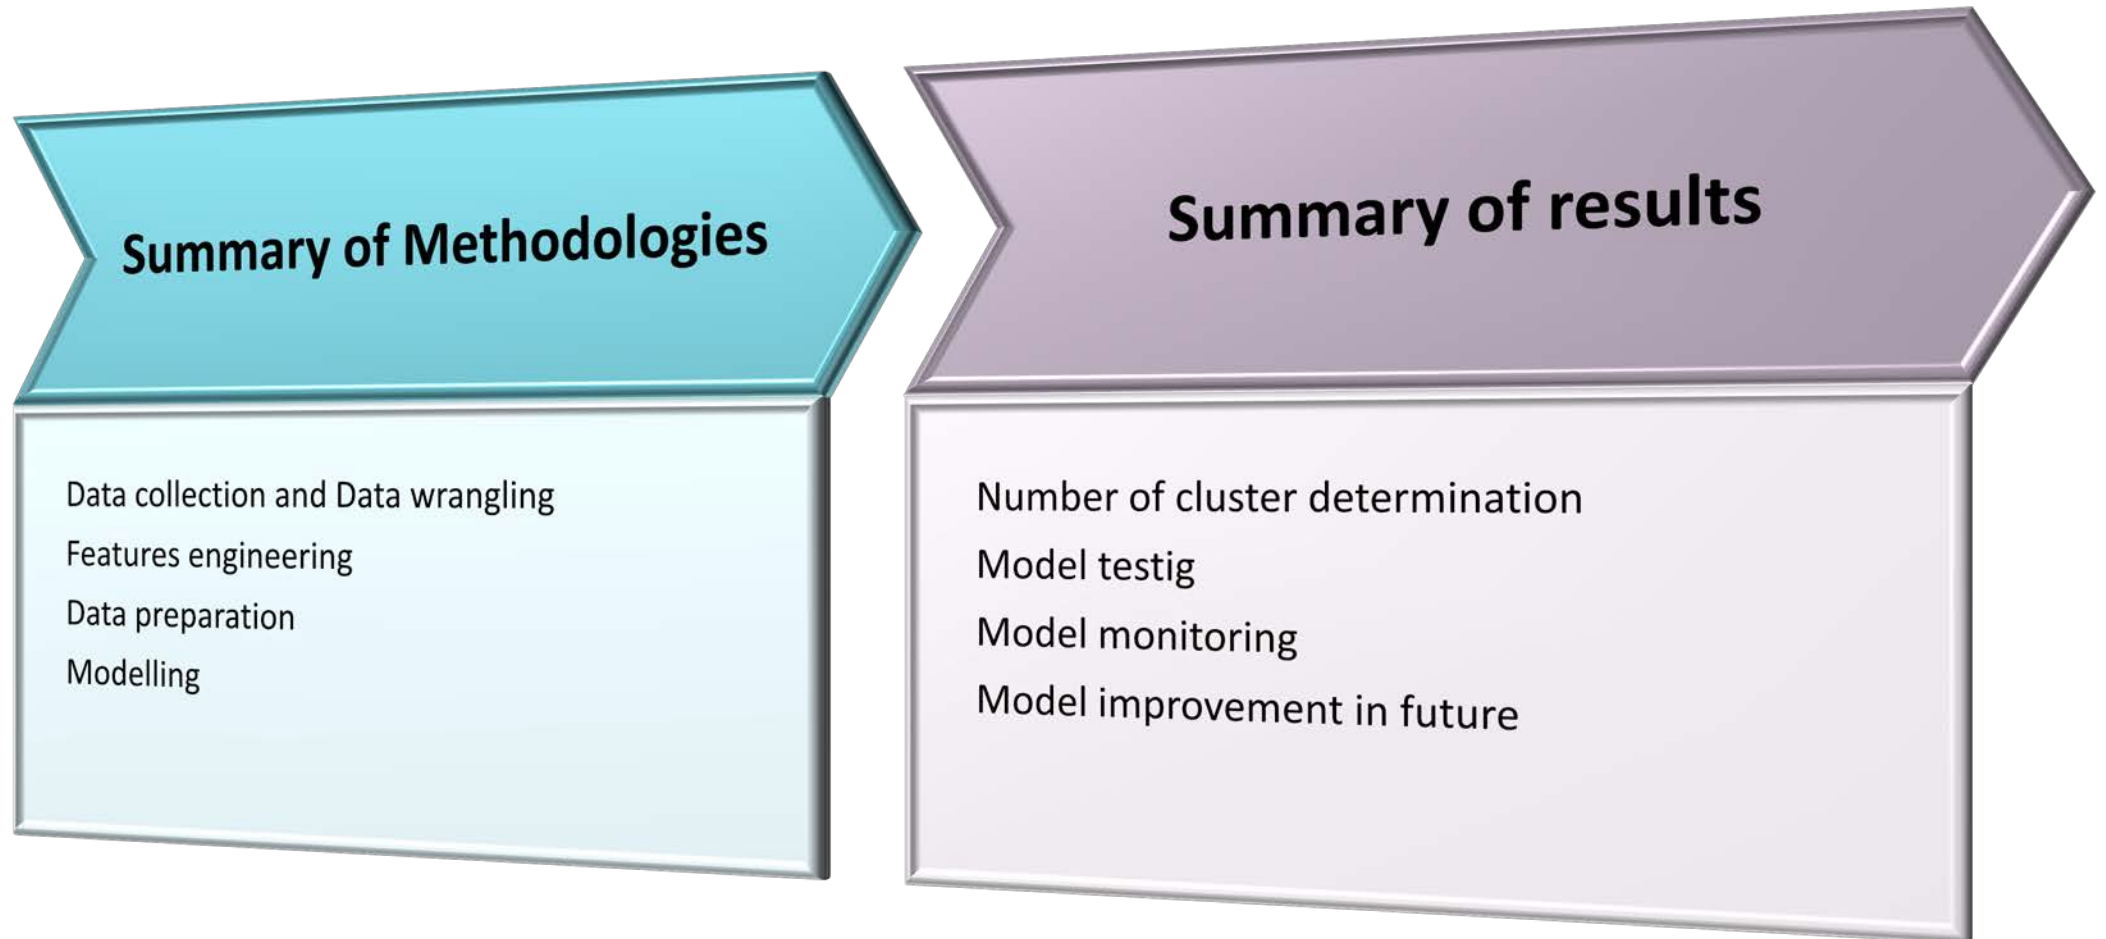 Summary of Methodologies
Data collection and Data wrangling
Features engineering
Data preparation
Modelling
Summary of results
Number of cluster determination
Model testig
Model monitoring
Model improvement in future